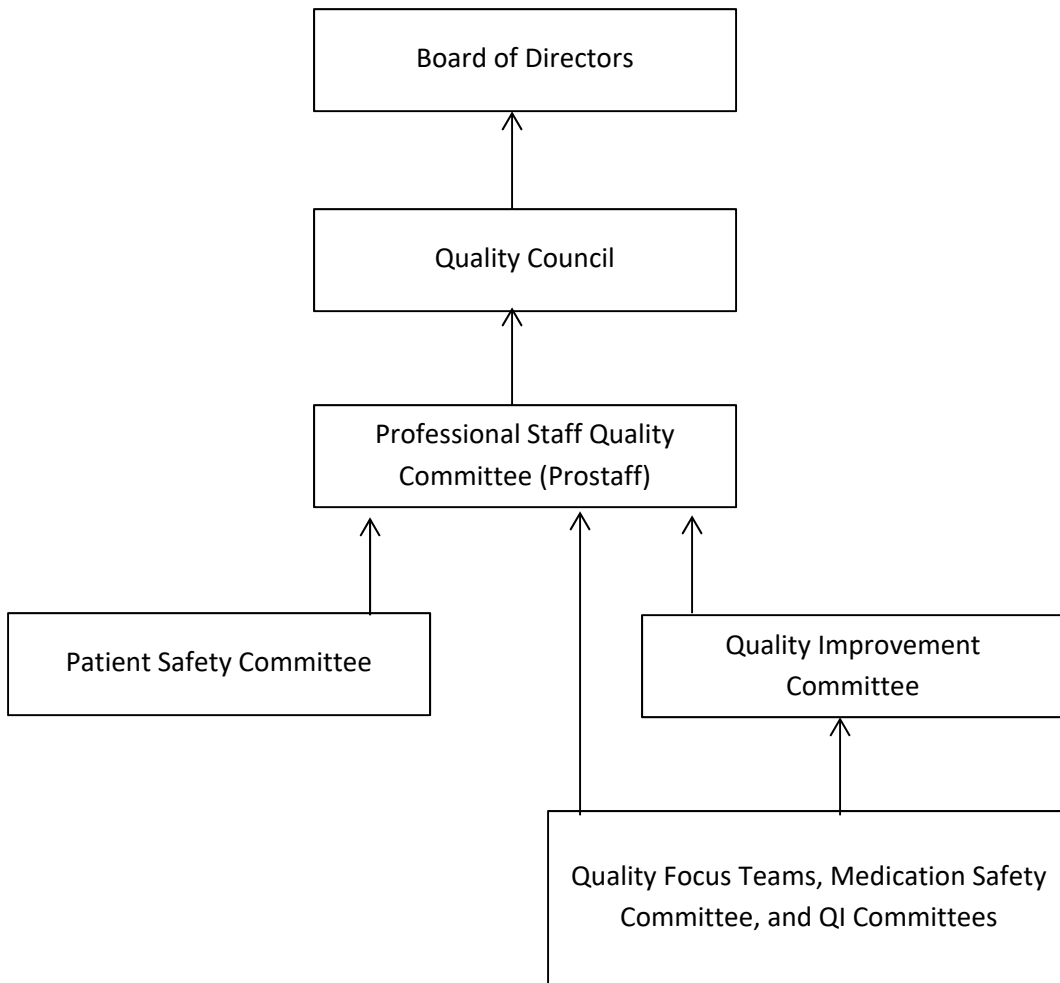 Board of Directors
Quality Council
Professional Staff Quality
Committee (Prostaff)
Patient Safety Committee
Quality Improvement
Committee
Quality Focus Teams, Medication Safety
Committee, and QI Committees